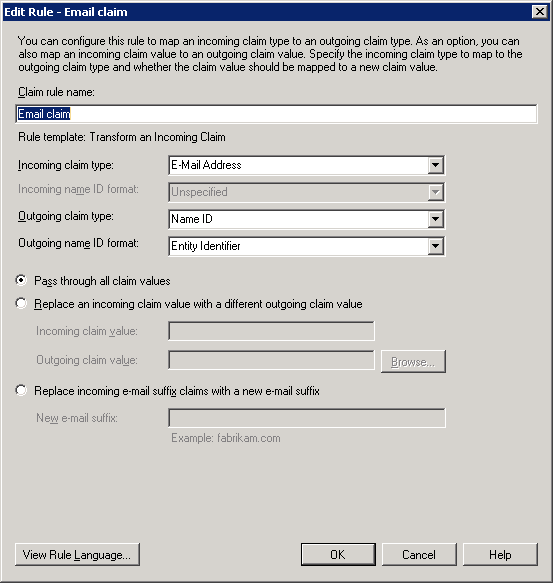 Edit Rule - Email claim
You can configure this rule to map an incoming claim type to an outgoing claim type. As an option, you can
also map an incoming claim value to an outgoing claim value. Specify the incoming claim type to map to the
outgoing claim type and whether the claim value should be mapped to a new claim value.
Claim rule name:
Email claim
Rule template: Transform an Incoming Claim
Incoming claim type: E-Mail Address
Incoming name ID format: Unspecified
Outgoing claim type: Name ID
Outgoing name ID format: Entity Identifier
Pass through all claim values
Replace an incoming claim value with a different outgoing claim value
Incoming claim value:
Outgoing claim value: Browse...
Replace incoming e-mail suffix claims with a new e-mail suffix
New e-mail suffix:
Example: fabrikam.com
View Rule Language... OK Cancel Help